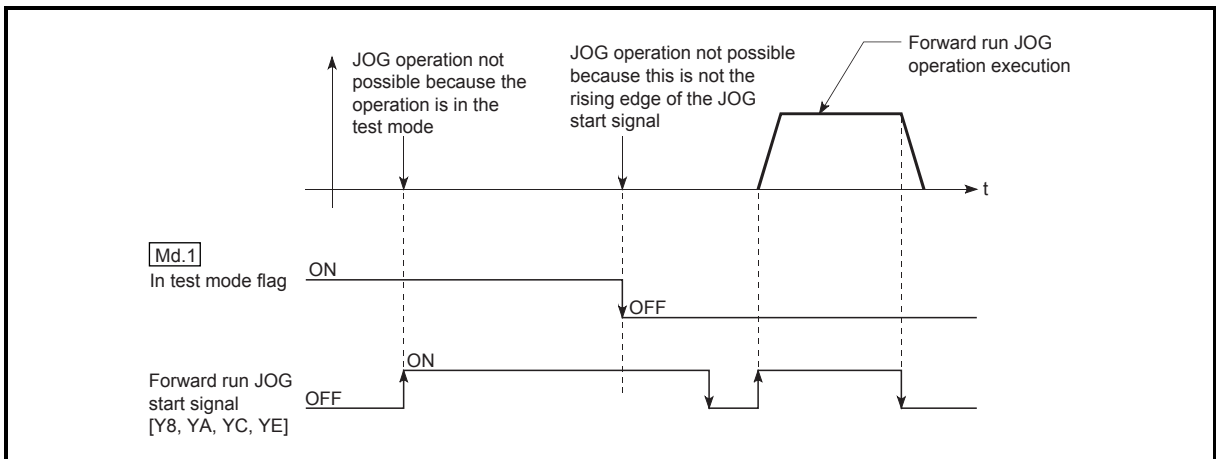 JOG operation not
possible because the
operation is in the
test mode
JOG operation not possible
because this is not the
rising edge of the JOG
start signal
Forward run JOG
operation execution
t
Md.1
In test mode flag
ON
OFF
Forward run JOG
start signal
[Y8, YA, YC, YE]
OFF
ON